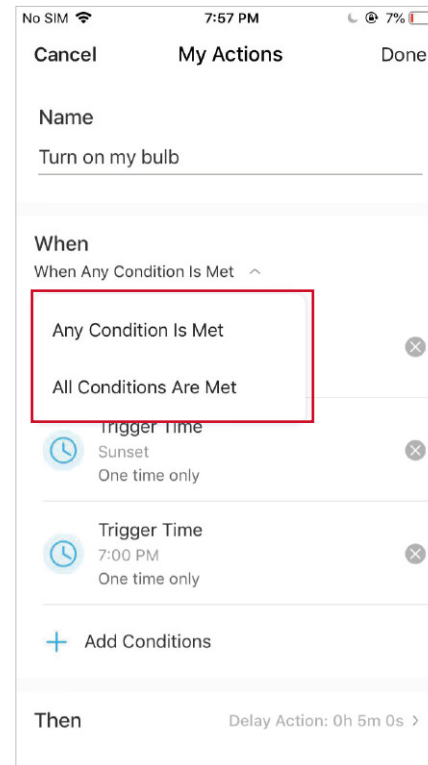 No SIM 7:57 PM 7%
Cancel My Actions Done
Name
Turn on my bulb
When
When Any Condition Is Met
Any Condition Is Met
All Conditions Are Met
Trigger Time
Sunset
One time only
Trigger Time
7:00 PM
One time only
+ Add Conditions
Then Delay Action: 0h 5m 0s >